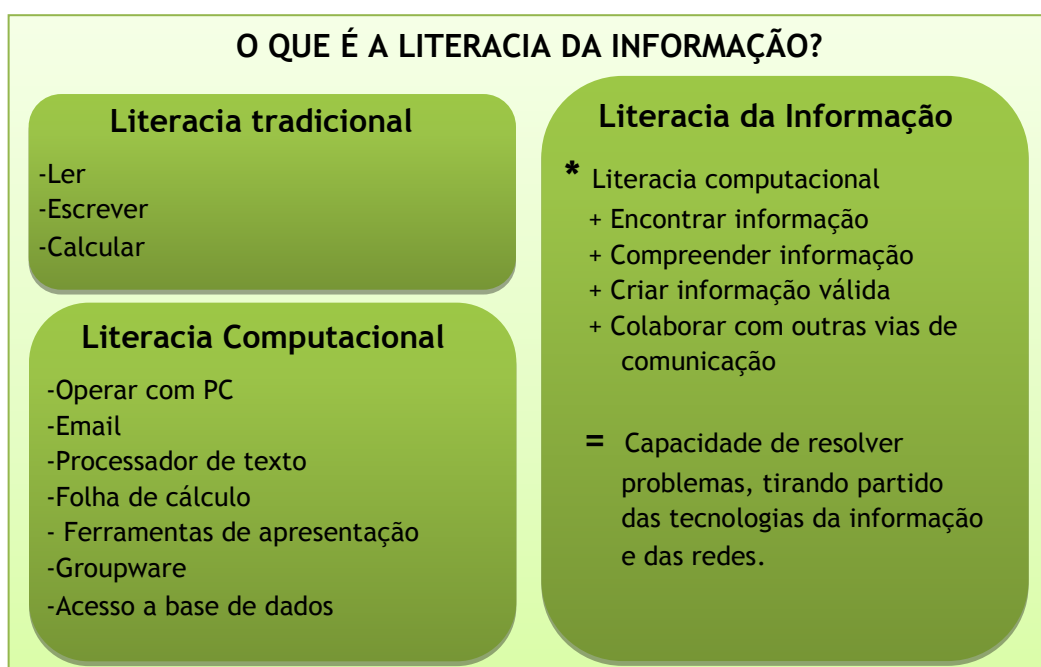 O QUE É A LITERACIA DA INFORMAÇÃO?
Literacia tradicional
-Ler
-Escrever
-Calcular
Literacia Computacional
-Operar com PC
-Email
-Processador de texto
-Folha de cálculo
- Ferramentas de apresentação
-Groupware
-Acesso a base de dados
Literacia da Informação
* Literacia computacional
+ Encontrar informação
+ Compreender informação
+ Criar informação válida
+ Colaborar com outras vias de
comunicação
= Capacidade de resolver
problemas, tirando partido
das tecnologias da informação
e das redes.